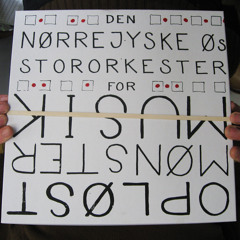 DEN
NØRREJYSKE ØS
STORORKESTER
FOR
MUSIK
MØNSTER
OPLØST